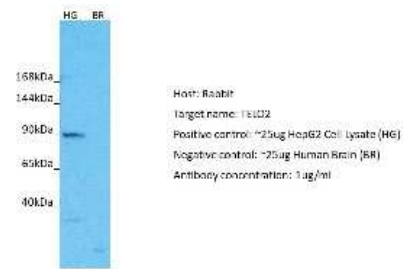 HG BR
168kDa
144kDa
90kDa
65kDa
40kDa
Host: Rabbit
Target name: TELO2
Positive control: ~25ug HepG2 Cell Lysate (HG)
Negative control: ~25ug Human Brain (BR)
Antibody concentration: 1ug/ml